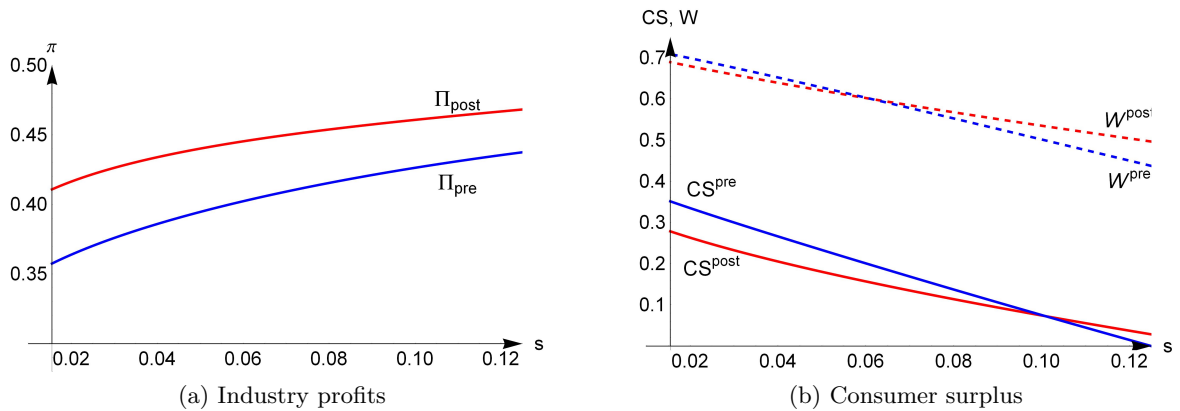 π
0.50
0.45
0.40
0.35
Π_post
Π_pre
0.02 0.04 0.06 0.08 0.10 0.12 s
(a) Industry profits
CS, W
0.7
0.6
0.5
0.4
0.3
0.2
0.1
W^post
W^pre
CS^pre
CS^post
0.02 0.04 0.06 0.08 0.10 0.12 s
(b) Consumer surplus